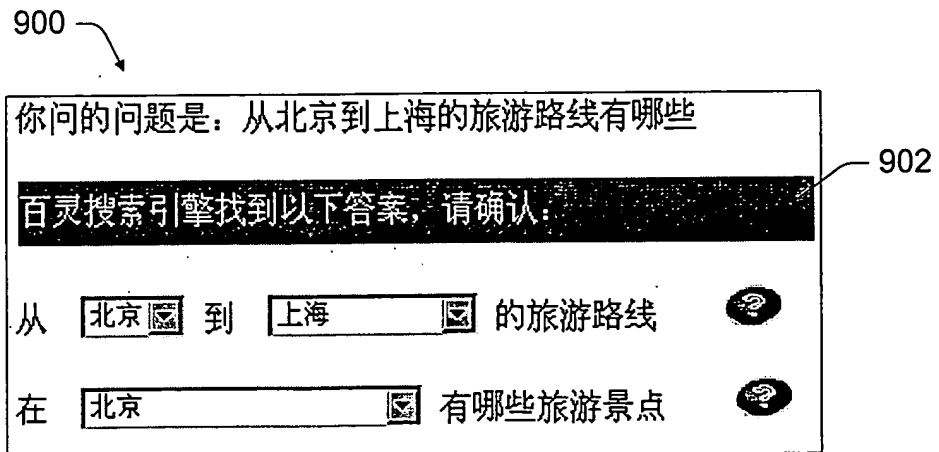 900
你问的问题是：从北京到上海的旅游路线有哪些
902
百灵搜索引擎找到以下答案，请确认：
从 北京 到 上海 的旅游路线
在 北京 有哪些旅游景点